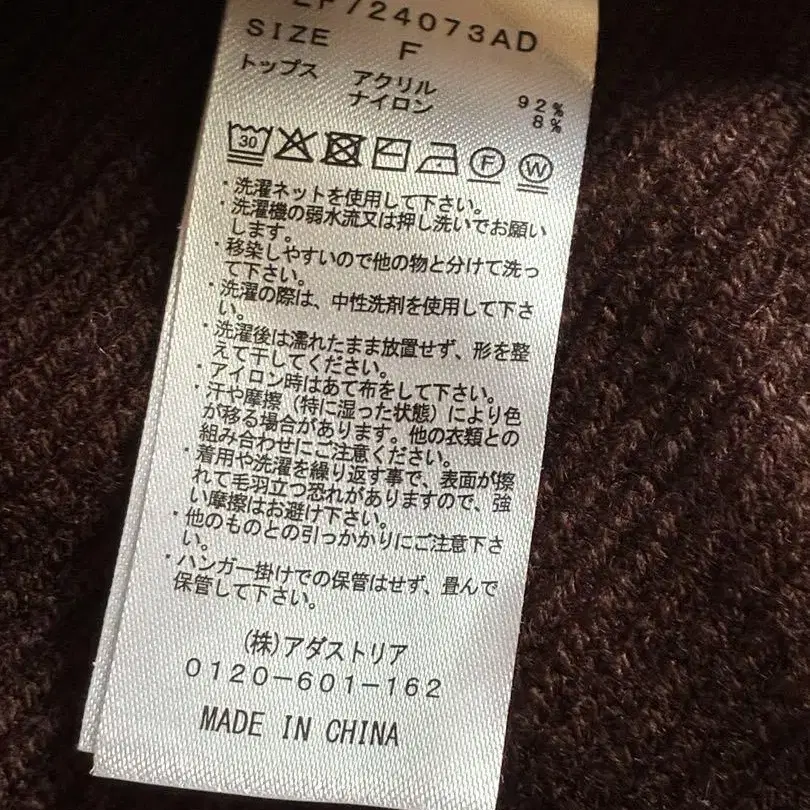 EF/24073AD
SIZE F
トップス アクリル 92%
ナイロン 8%
30
F
W
・洗濯ネットを使用して下さい。
・洗濯機の弱水流又は押し洗いでお願い
します。
・移染しやすいので他の物と分けて洗っ
て下さい。
・洗濯の際は、中性洗剤を使用して下さ
い。
・洗濯後は濡れたまま放置せず、形を整
えて干してください。
・アイロン時はあて布をして下さい。
・汗や摩擦（特に湿った状態）により色
が移る場合があります。他の衣類との
組み合わせにご注意ください。
・着用や洗濯を繰り返す事で、表面が擦
れて毛羽立つ恐れがありますので、強
い摩擦はお避け下さい。
・他のものとの引っかかりにご注意下さ
い。
・ハンガー掛けでの保管はせず、畳んで
保管して下さい。
(株)アダストリア
0120-601-162
MADE IN CHINA